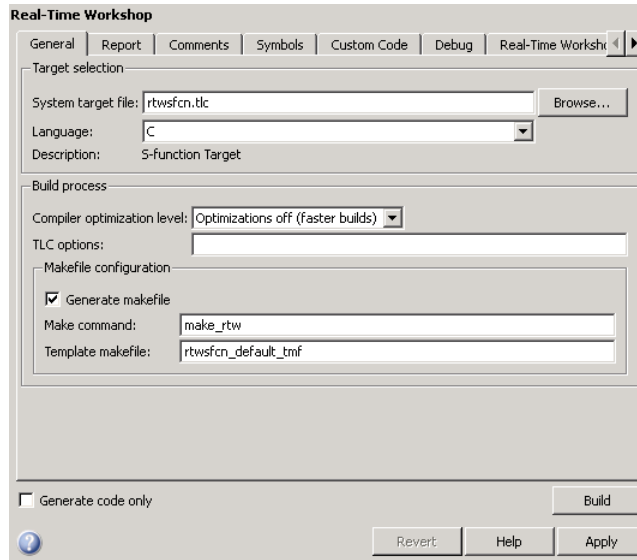 Real-Time Workshop
General Report Comments Symbols Custom Code Debug Real-Time
Target selection
System target file: rtwsfcn.tlc Browse...
Language: C
Description: S-function Target
Build process
Compiler optimization level: Optimizations off (faster builds)
TLC options:
Makefile configuration
Generate makefile
Make command: make_rtw
Template makefile: rtwsfcn_default_tmf
Generate code only Build
? Revert Help Apply